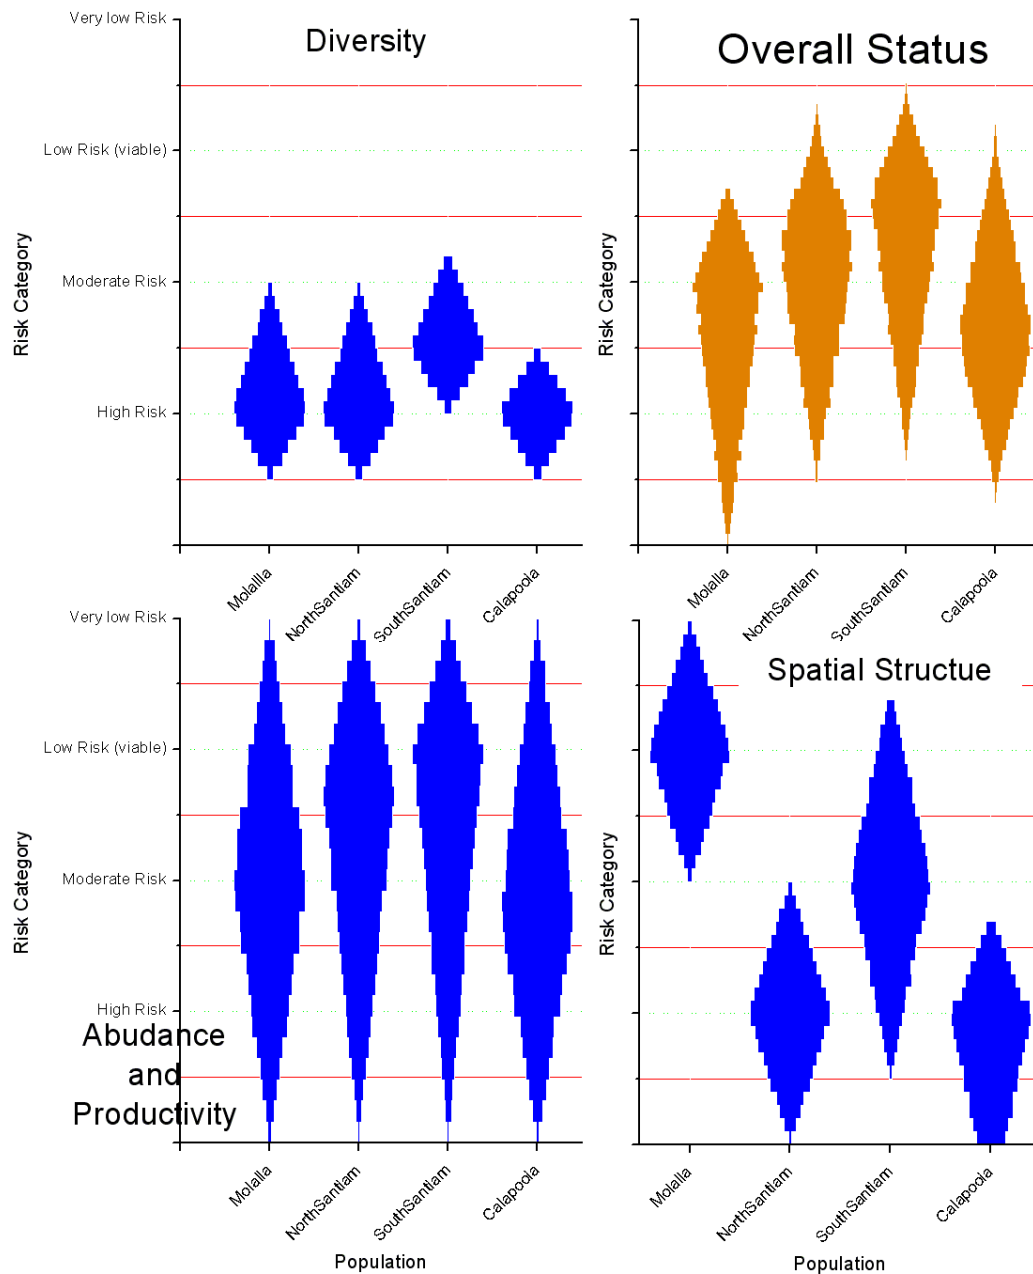 Very low Risk
Diversity
Low Risk (viable)
Moderate Risk
High Risk
Risk Category
Molallla
NorthSantiam
SouthSantiam
Calapooia
Overall Status
Risk Category
Molalla
NorthSantiam
SouthSantiam
Calapooia
Very low Risk
Low Risk (viable)
Moderate Risk
High Risk
Risk Category
Abudance
and
Productivity
Molalla
NorthSantiam
SouthSantiam
Calapooia
Population
Spatial Structue
Risk Category
Molalla
NorthSantiam
SouthSantiam
Calapooia
Population